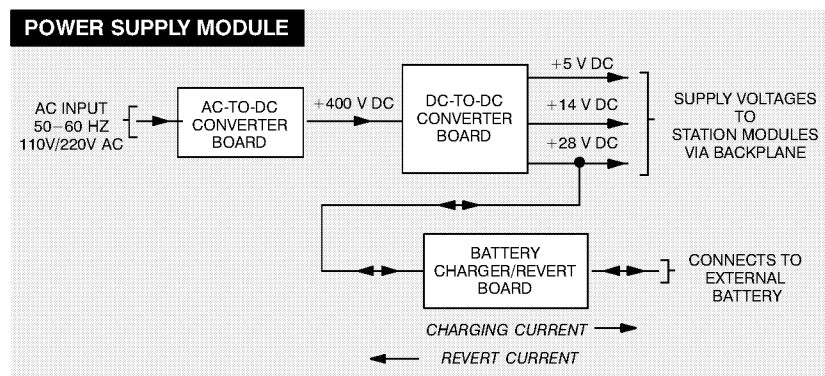 POWER SUPPLY MODULE
AC INPUT
50–60 HZ
110V/220V AC
AC-TO-DC
CONVERTER
BOARD
+400 V DC
DC-TO-DC
CONVERTER
BOARD
+5 V DC
+14 V DC
+28 V DC
SUPPLY VOLTAGES
TO
STATION MODULES
VIA BACKPLANE
BATTERY
CHARGER/REVERT
BOARD
CONNECTS TO
EXTERNAL
BATTERY
CHARGING CURRENT
REVERT CURRENT